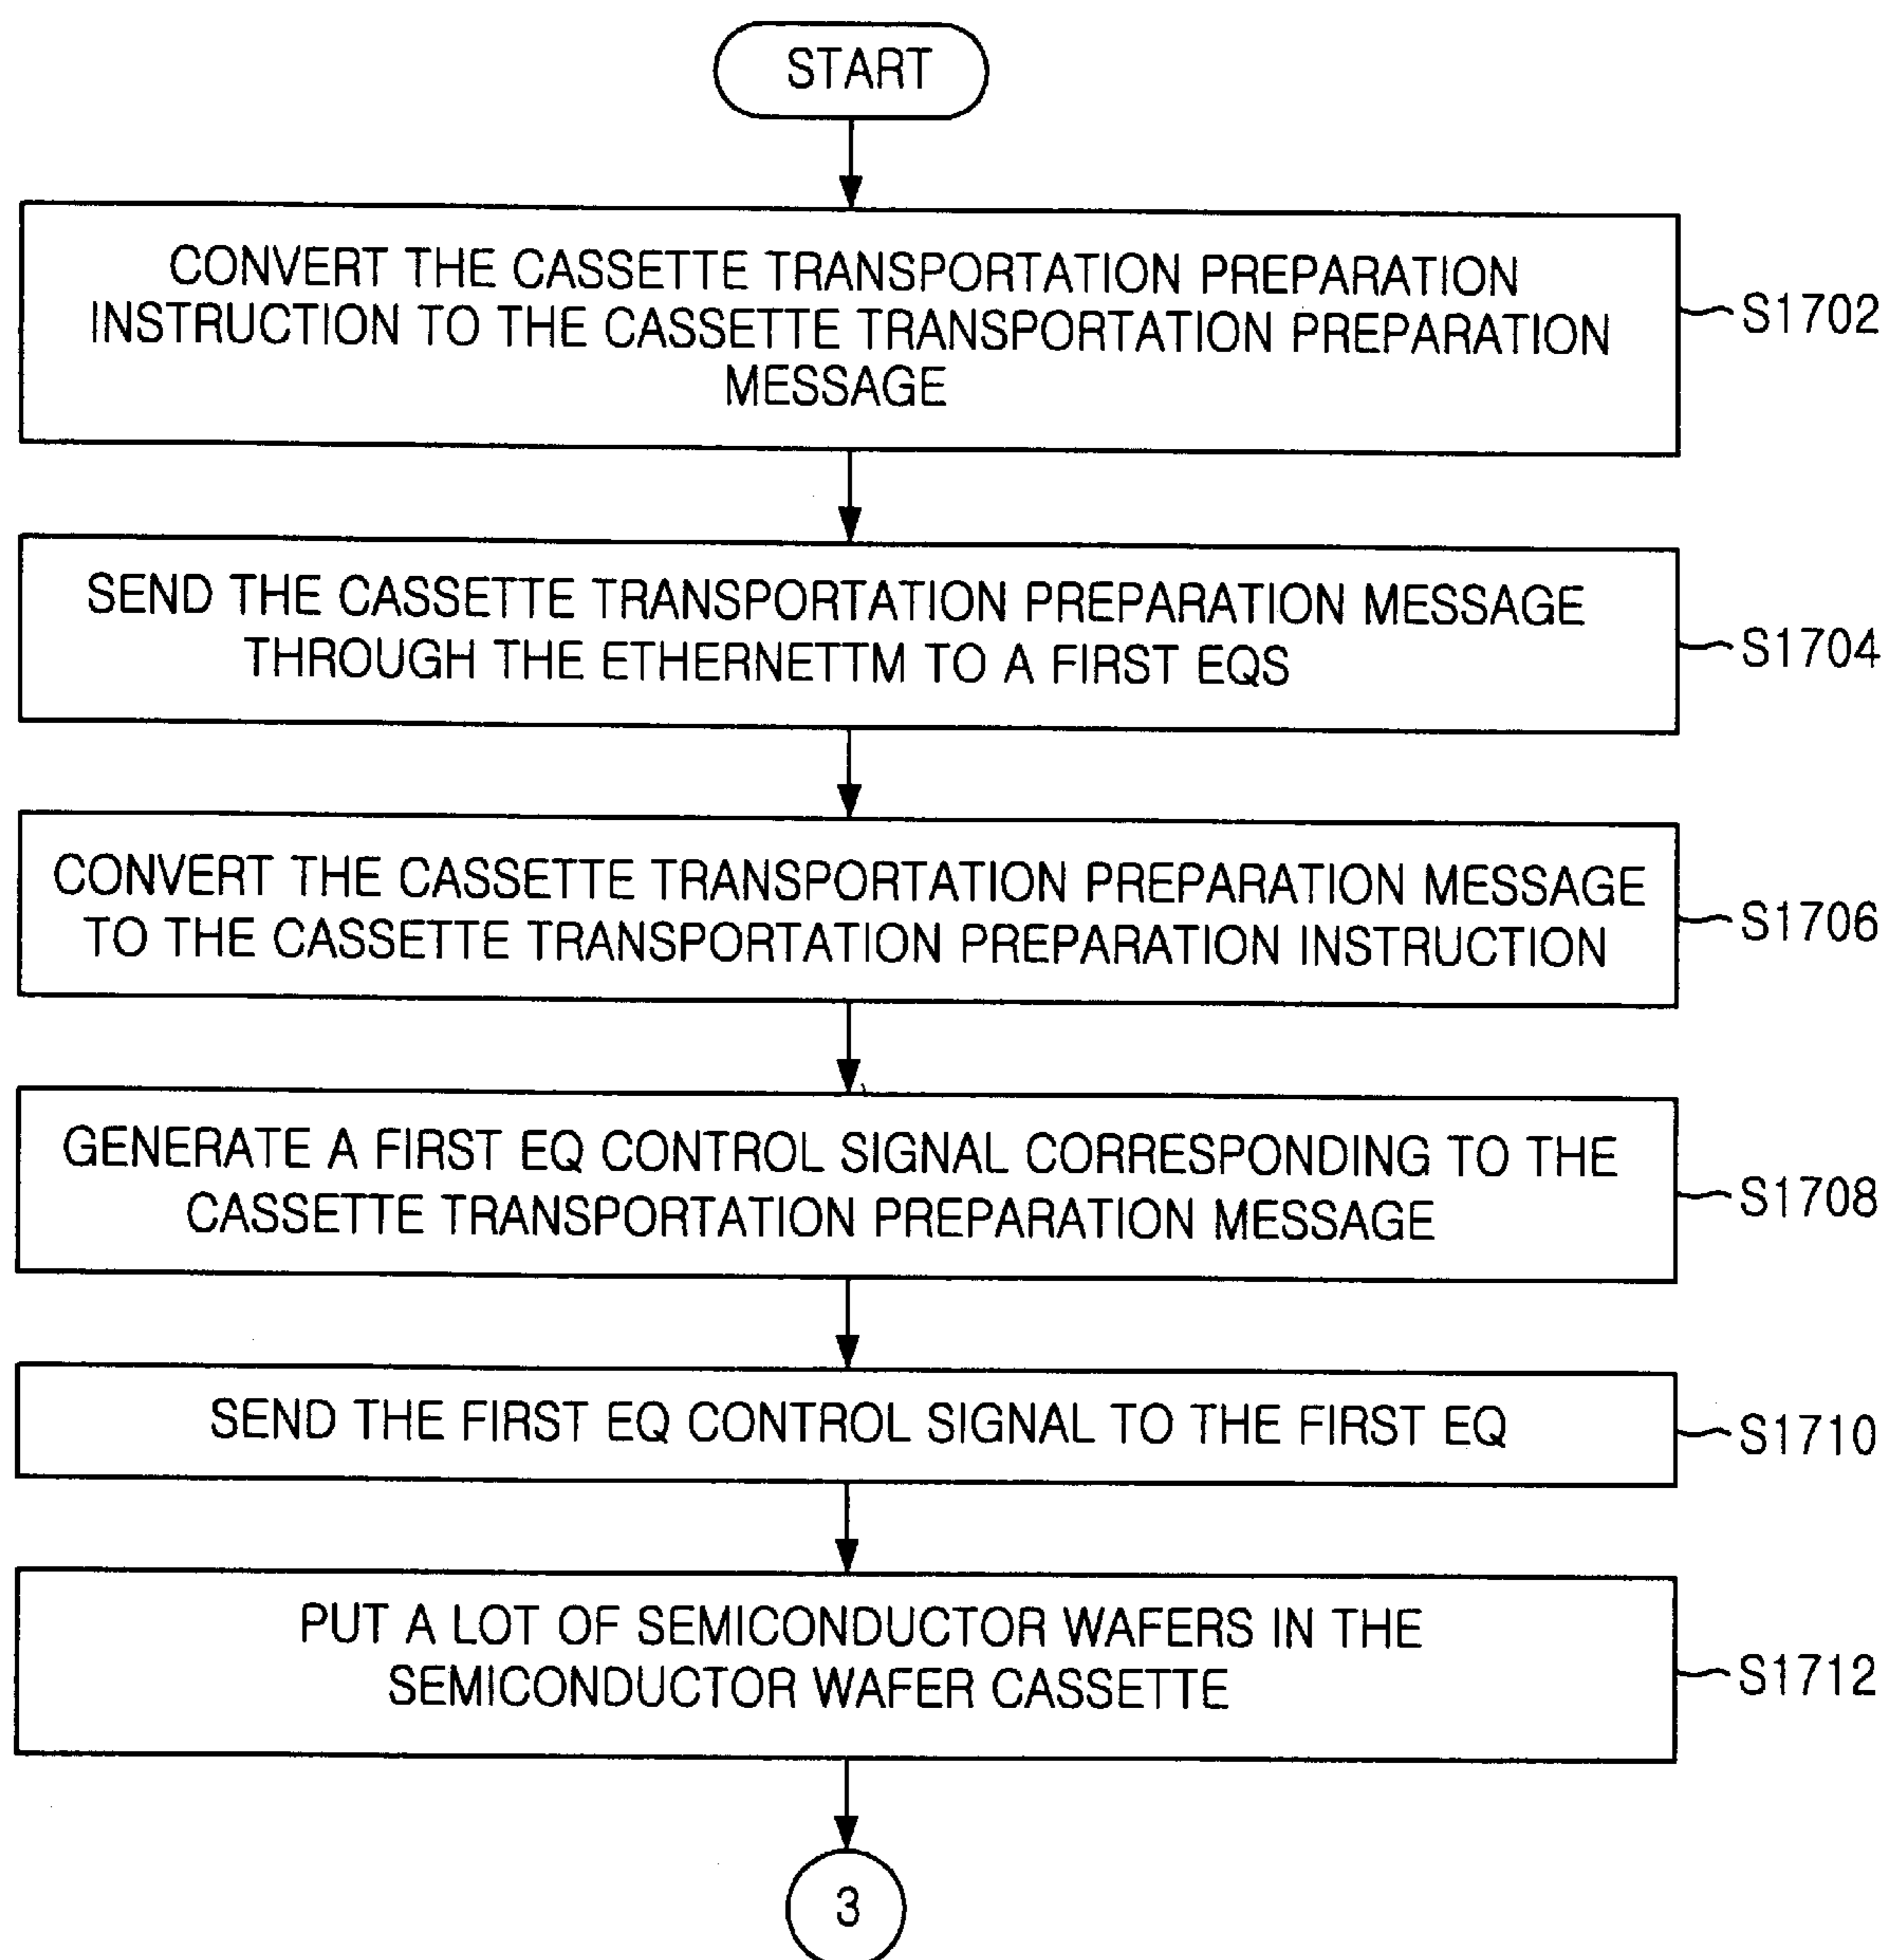 START
CONVERT THE CASSETTE TRANSPORTATION PREPARATION
INSTRUCTION TO THE CASSETTE TRANSPORTATION PREPARATION
MESSAGE
S1702
SEND THE CASSETTE TRANSPORTATION PREPARATION MESSAGE
THROUGH THE ETHERNETTM TO A FIRST EQS
S1704
CONVERT THE CASSETTE TRANSPORTATION PREPARATION MESSAGE
TO THE CASSETTE TRANSPORTATION PREPARATION INSTRUCTION
S1706
GENERATE A FIRST EQ CONTROL SIGNAL CORRESPONDING TO THE
CASSETTE TRANSPORTATION PREPARATION MESSAGE
S1708
SEND THE FIRST EQ CONTROL SIGNAL TO THE FIRST EQ
S1710
PUT A LOT OF SEMICONDUCTOR WAFERS IN THE
SEMICONDUCTOR WAFER CASSETTE
S1712
3